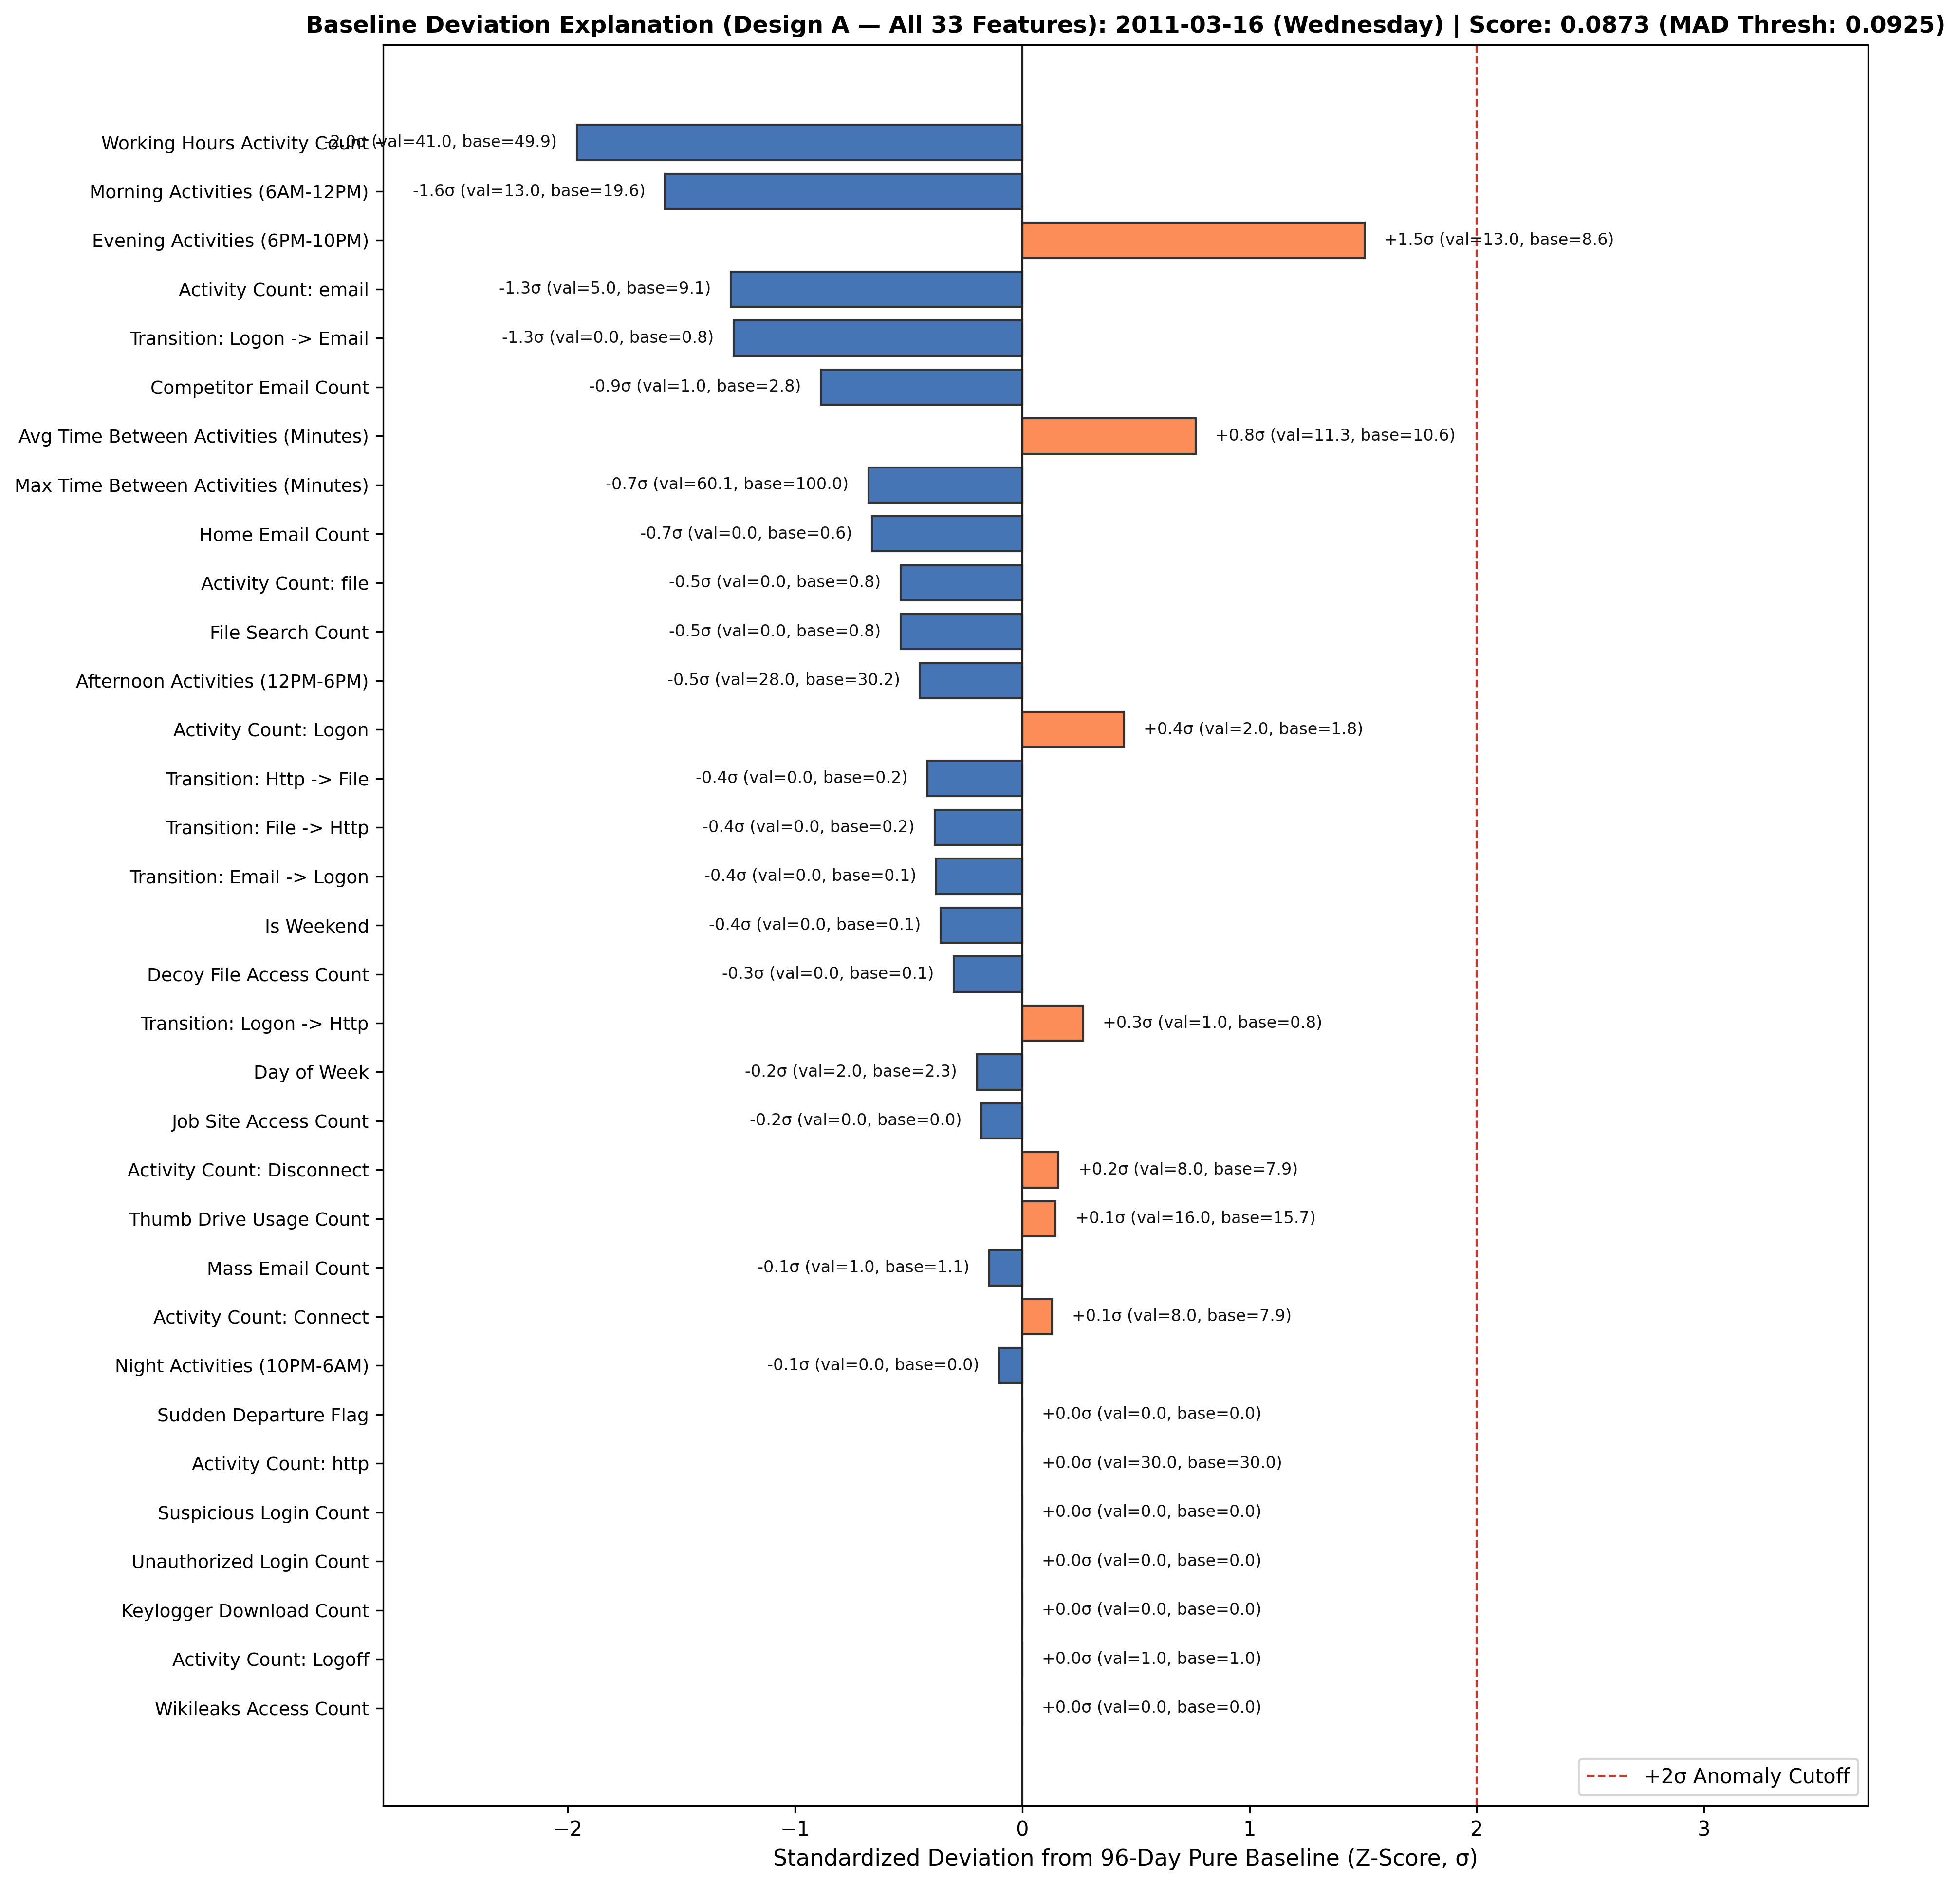 Baseline Deviation Explanation (Design A — All 33 Features): 2011-03-16 (Wednesday) | Score: 0.0873 (MAD Thresh: 0.0925)
Working Hours Activity Count -2.0σ (val=41.0, base=49.9)
Morning Activities (6AM-12PM) -1.6σ (val=13.0, base=19.6)
Evening Activities (6PM-10PM) +1.5σ (val=13.0, base=8.6)
Activity Count: email -1.3σ (val=5.0, base=9.1)
Transition: Logon -> Email -1.3σ (val=0.0, base=0.8)
Competitor Email Count -0.9σ (val=1.0, base=2.8)
Avg Time Between Activities (Minutes) +0.8σ (val=11.3, base=10.6)
Max Time Between Activities (Minutes) -0.7σ (val=60.1, base=100.0)
Home Email Count -0.7σ (val=0.0, base=0.6)
Activity Count: file -0.5σ (val=0.0, base=0.8)
File Search Count -0.5σ (val=0.0, base=0.8)
Afternoon Activities (12PM-6PM) -0.5σ (val=28.0, base=30.2)
Activity Count: Logon +0.4σ (val=2.0, base=1.8)
Transition: Http -> File -0.4σ (val=0.0, base=0.2)
Transition: File -> Http -0.4σ (val=0.0, base=0.2)
Transition: Email -> Logon -0.4σ (val=0.0, base=0.1)
Is Weekend -0.4σ (val=0.0, base=0.1)
Decoy File Access Count -0.3σ (val=0.0, base=0.1)
Transition: Logon -> Http +0.3σ (val=1.0, base=0.8)
Day of Week -0.2σ (val=2.0, base=2.3)
Job Site Access Count -0.2σ (val=0.0, base=0.0)
Activity Count: Disconnect +0.2σ (val=8.0, base=7.9)
Thumb Drive Usage Count +0.1σ (val=16.0, base=15.7)
Mass Email Count -0.1σ (val=1.0, base=1.1)
Activity Count: Connect +0.1σ (val=8.0, base=7.9)
Night Activities (10PM-6AM) -0.1σ (val=0.0, base=0.0)
Sudden Departure Flag +0.0σ (val=0.0, base=0.0)
Activity Count: http +0.0σ (val=30.0, base=30.0)
Suspicious Login Count +0.0σ (val=0.0, base=0.0)
Unauthorized Login Count +0.0σ (val=0.0, base=0.0)
Keylogger Download Count +0.0σ (val=0.0, base=0.0)
Activity Count: Logoff +0.0σ (val=1.0, base=1.0)
Wikileaks Access Count +0.0σ (val=0.0, base=0.0)
+2σ Anomaly Cutoff
−2 −1 0 1 2 3
Standardized Deviation from 96-Day Pure Baseline (Z-Score, σ)